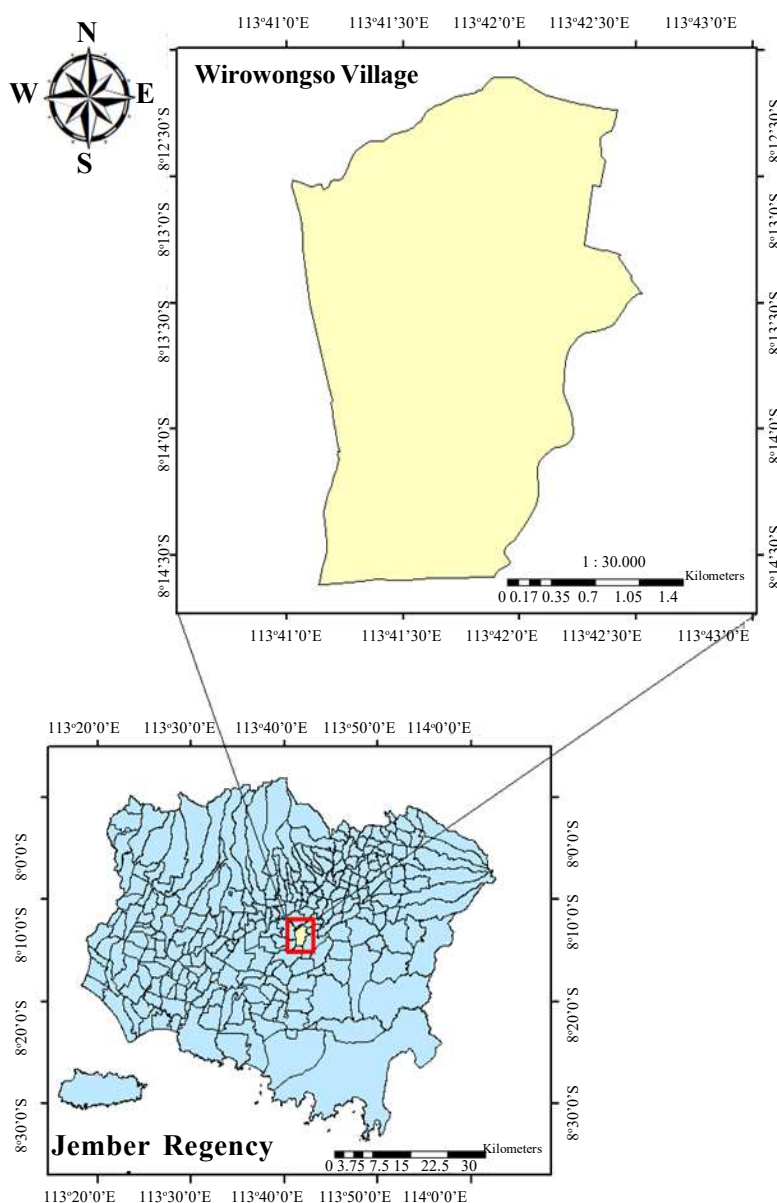 113°41'0'E 113°41'30'E 113°42'0'E 113°42'30'E 113°43'0'E
N
W E
S
Wirowongso Village
8°12'30'S 8°12'30'S
8°13'0'S 8°13'0'S
8°13'30'S 8°13'30'S
8°14'0'S 8°14'0'S
8°14'30'S 8°14'30'S
1 : 30.000
Kilometers
0 0.17 0.35 0.7 1.05 1.4
113°41'0'E 113°41'30'E 113°42'0'E 113°42'30'E 113°43'0'E
113°20'0'E 113°30'0'E 113°40'0'E 113°50'0'E 114°0'0'E
8°0'0'S 8°0'0'S
8°10'0'S 8°10'0'S
8°20'0'S 8°20'0'S
8°30'0'S 8°30'0'S
Jember Regency
Kilometers
0 3.75 7.5 15 22.5 30
113°20'0'E 113°30'0'E 113°40'0'E 113°50'0'E 114°0'0'E